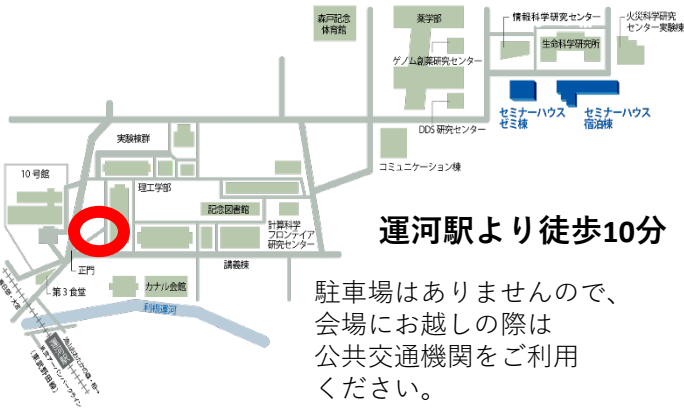 森戸記念
体育館
薬学部
情報科学研究センター
火災科学研究
センター実験棟
生命科学研究所
ゲノム創薬研究センター
セミナーハウス
ゼミ棟
セミナーハウス
宿泊棟
DDS 研究センター
実験棟群
コミュニケーション棟
10 号館
理工学部
記念図書館
計算科学
フロンティア
研究センター
講義棟
正門
第3食堂
カナル会館
利根運河
運河駅より徒歩10分
駐車場はありませんので、
会場にお越しの際は
公共交通機関をご利用
ください。
(東武野田線)